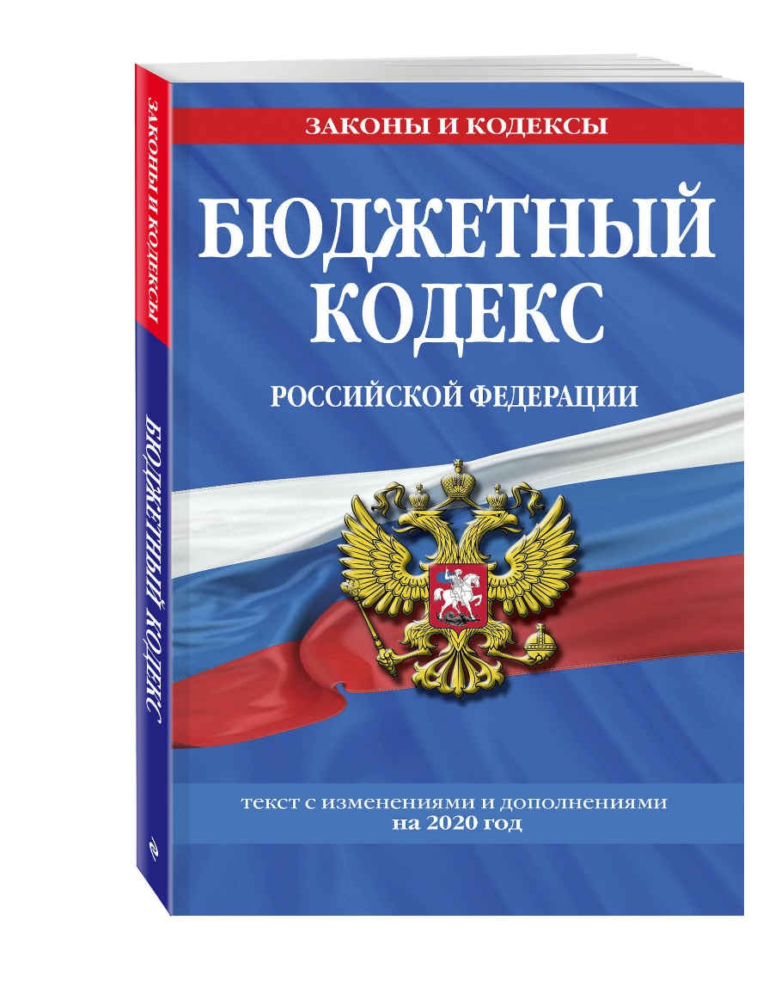 ЗАКОНЫ И КОДЕКСЫ
БЮДЖЕТНЫЙ
КОДЕКС
РОССИЙСКОЙ ФЕДЕРАЦИИ
ТЕКСТ С ИЗМЕНЕНИЯМИ И ДОПОЛНЕНИЯМИ
на 2020 год
ЗАКОНЫ И КОДЕКСЫ
БЮДЖЕТНЫЙ КОДЕКС